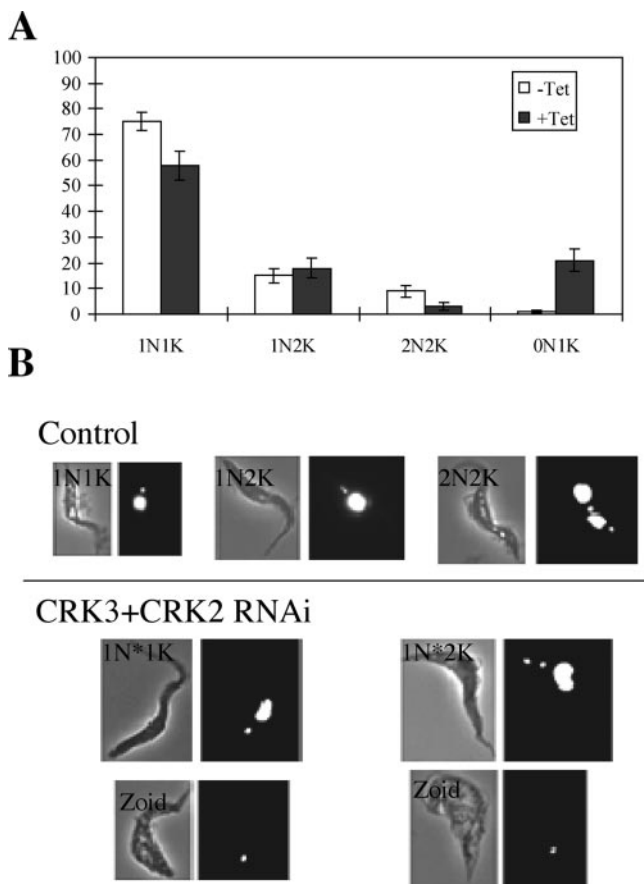 A
100
90
80
70
60
50
40
30
20
10
0
-Tet
+Tet
1N1K 1N2K 2N2K 0N1K
B
Control
1N1K 1N2K 2N2K
CRK3+CRK2 RNAi
1N*1K 1N*2K
Zoid Zoid